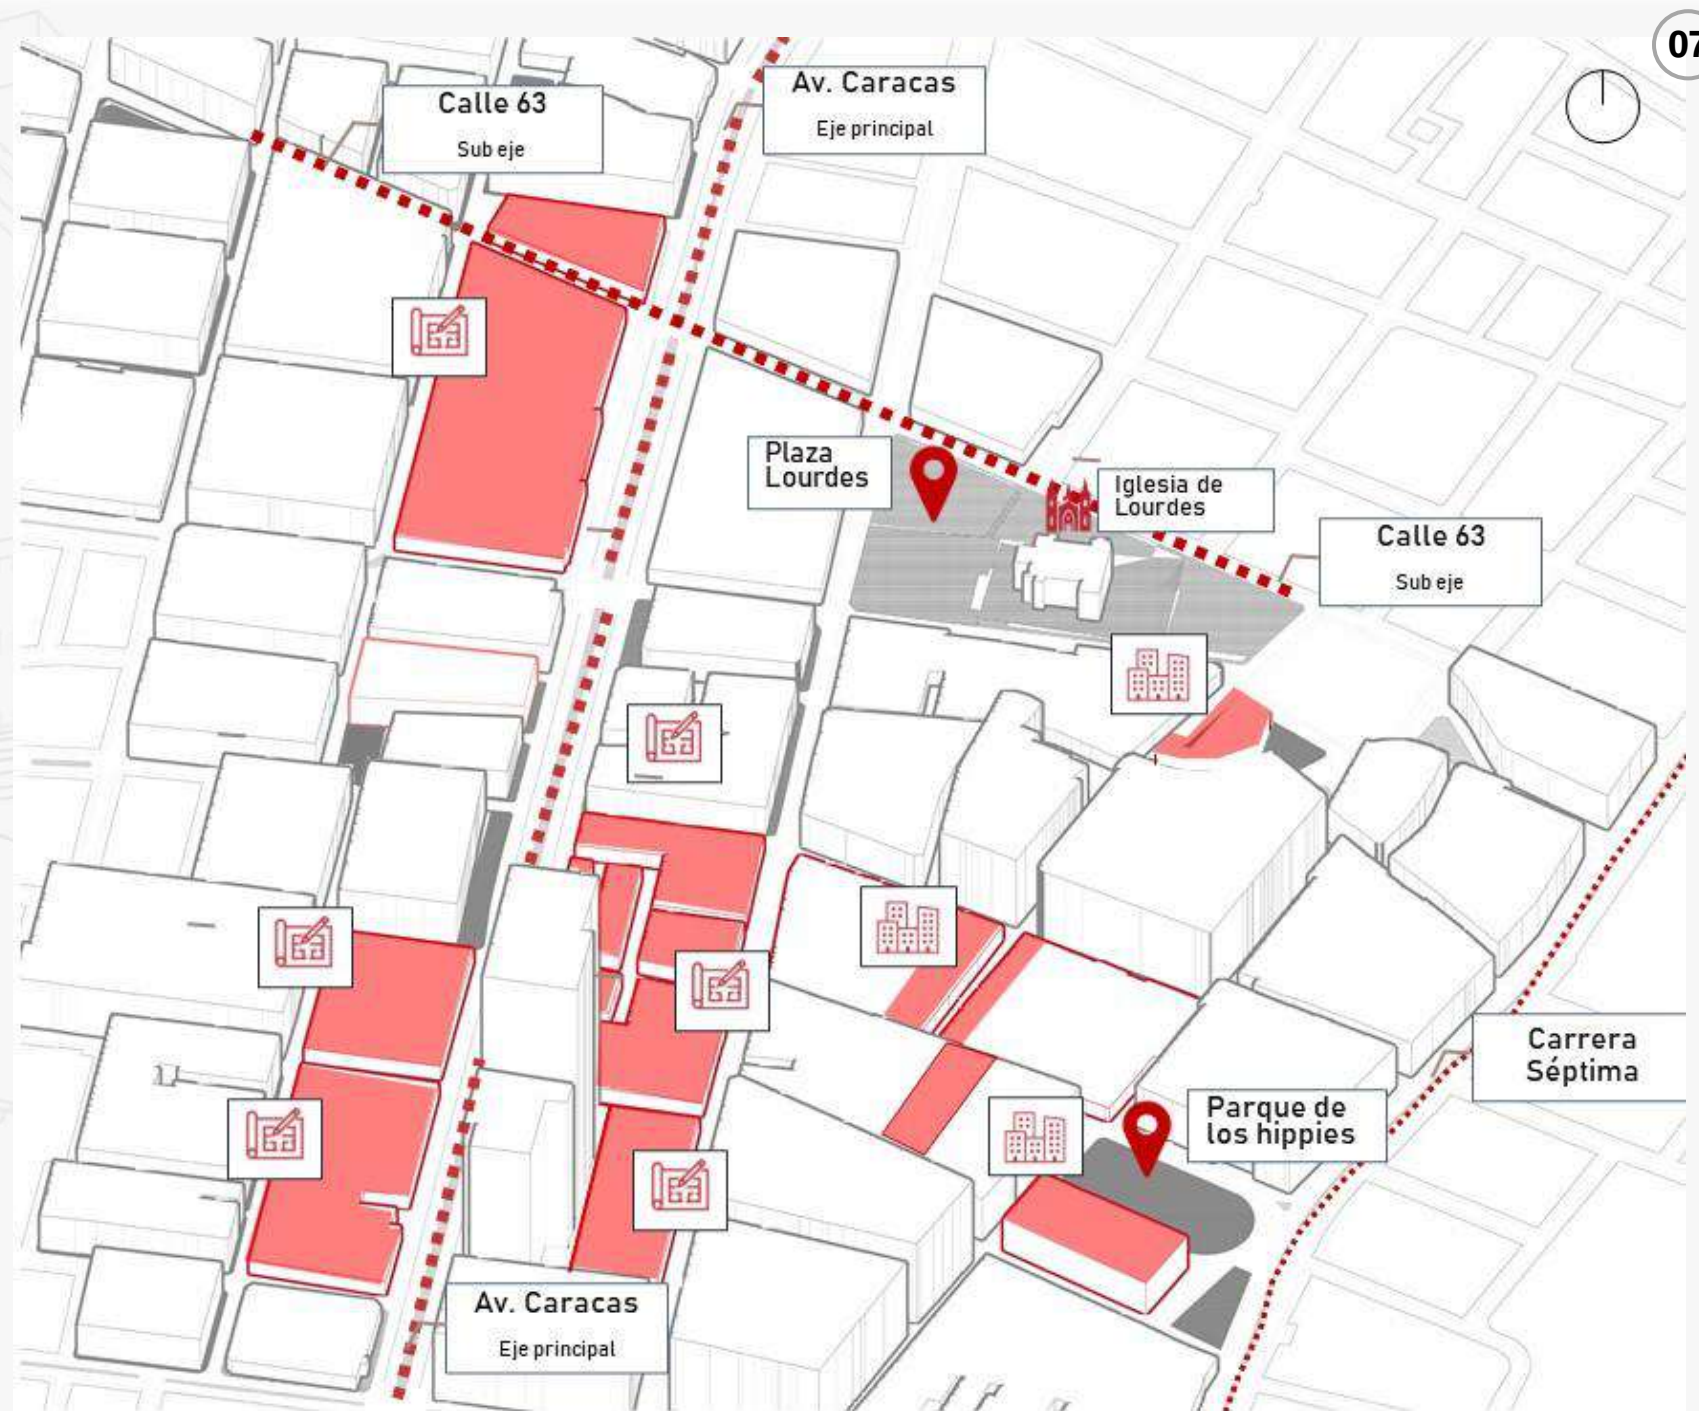 07
Av. Caracas
Eje principal
Calle 63
Sub eje
Plaza
Lourdes
Iglesia de
Lourdes
Calle 63
Sub eje
Carrera
Séptima
Parque de
los hippies
Av. Caracas
Eje principal